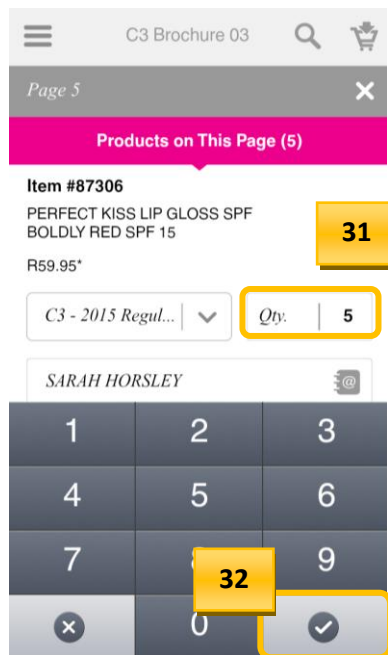 C3 Brochure 03
Page 5
Products on This Page (5)
Item #87306
PERFECT KISS LIP GLOSS SPF
BOLDLY RED SPF 15
31
R59.95*
C3 - 2015 Regul... Qty. 5
SARAH HORSLEY @
1 2 3
4 5 6
7 9
32
0